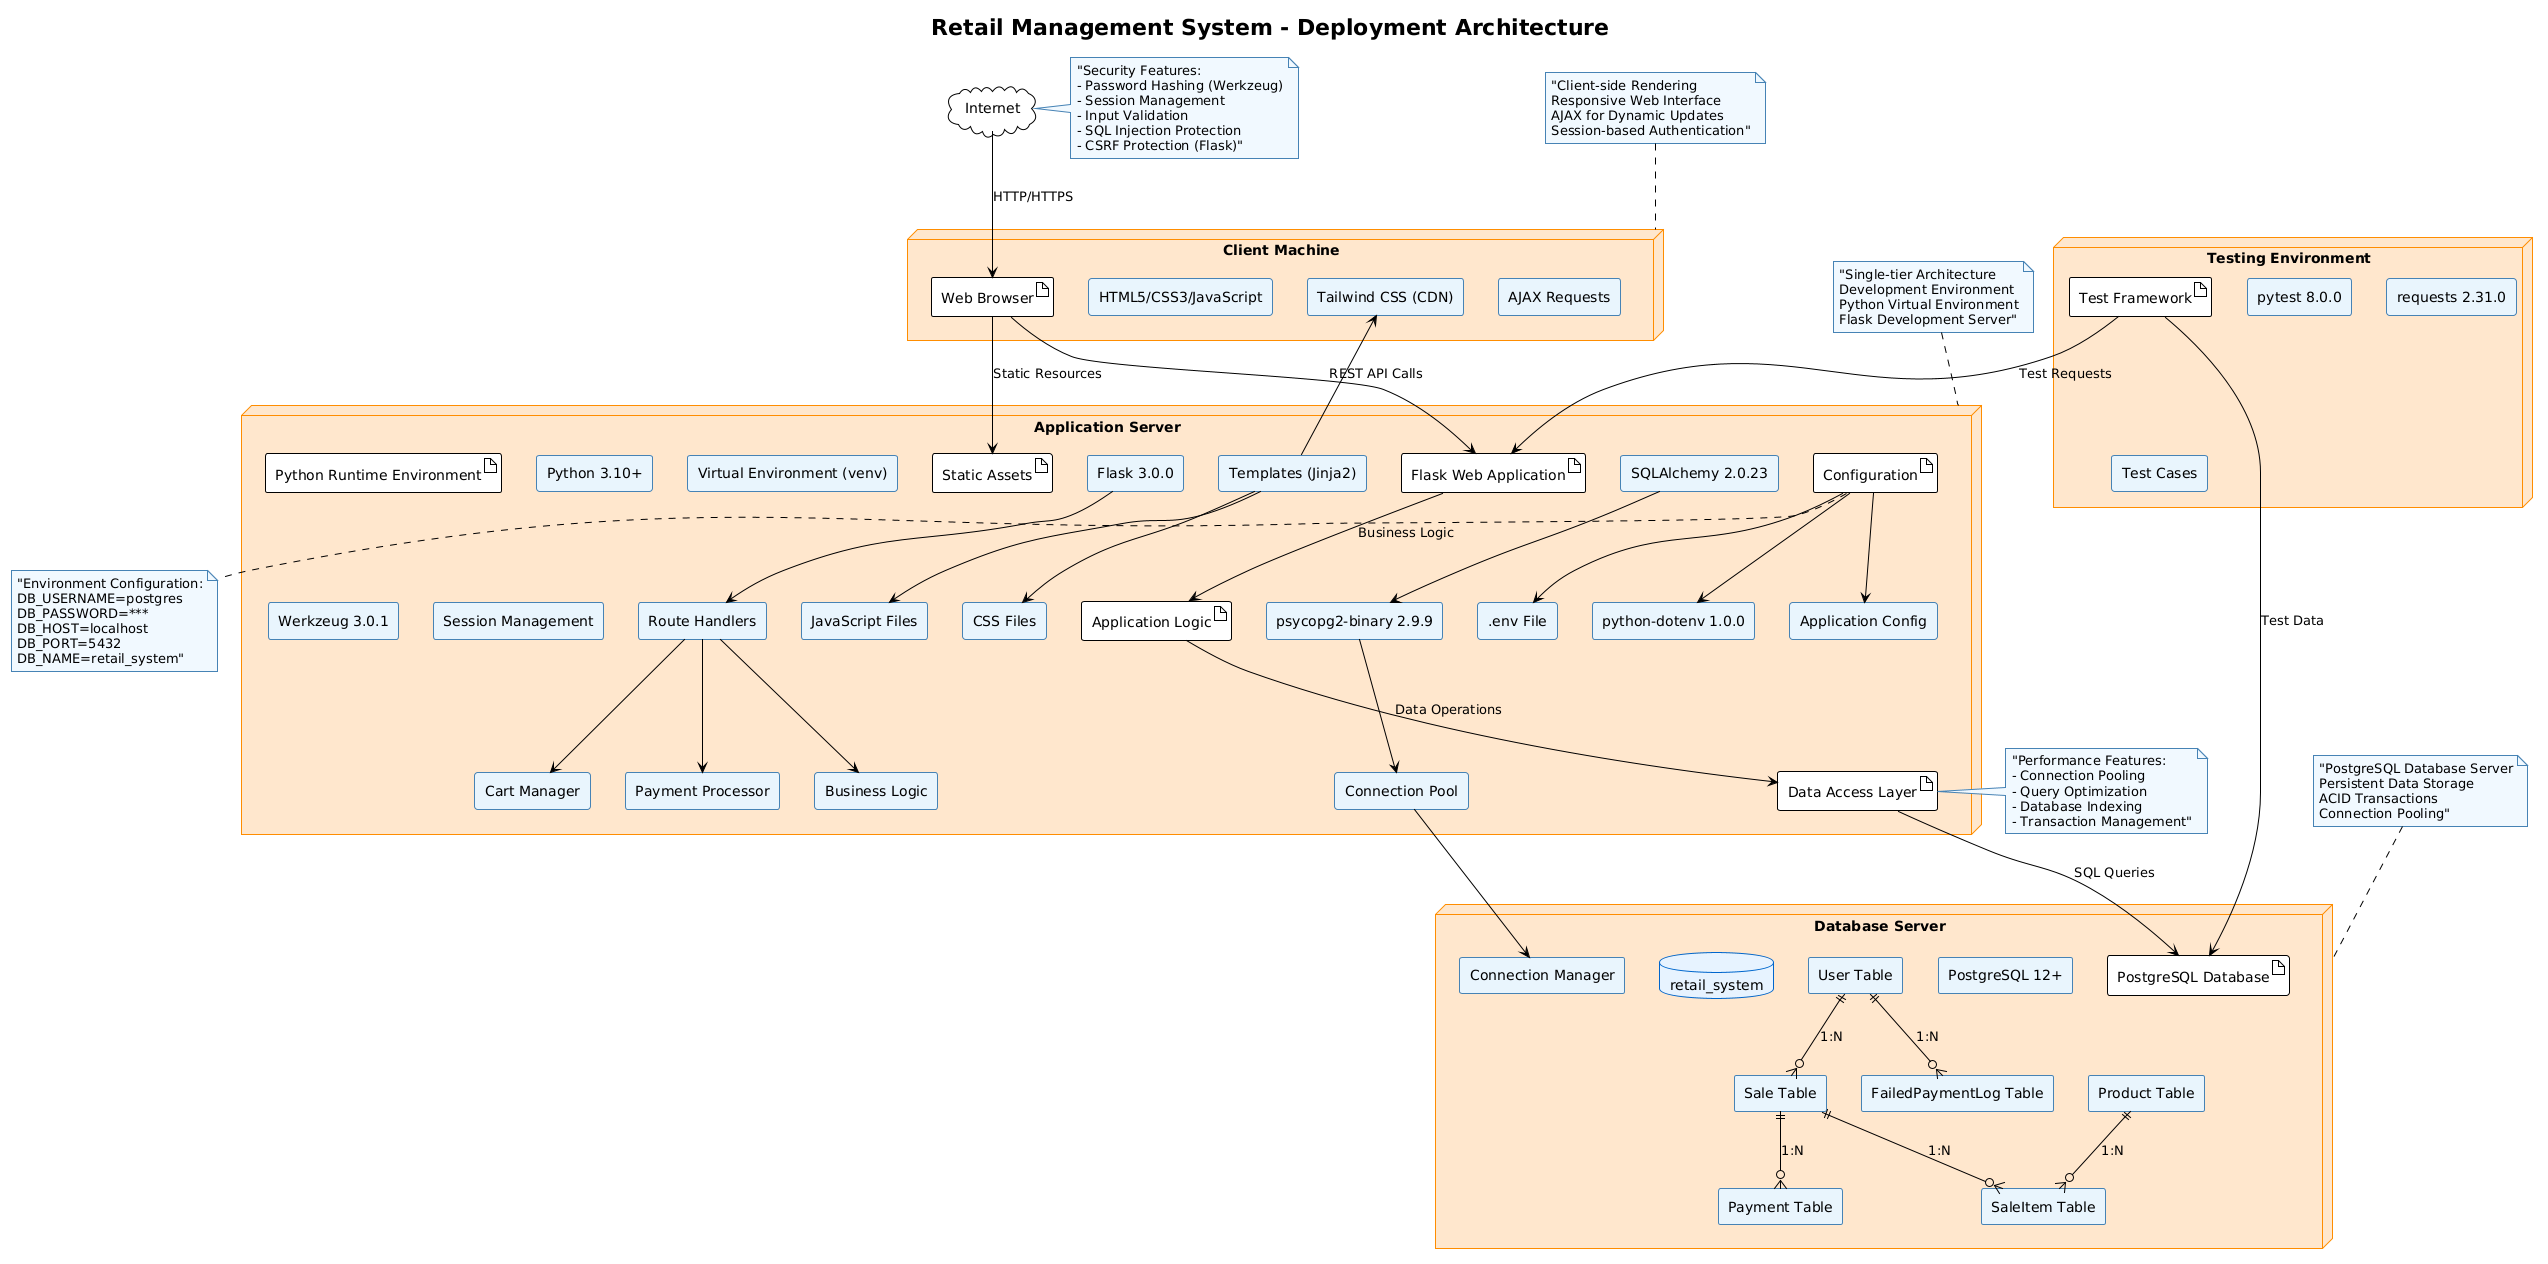 Retail Management System - Deployment Architecture
Internet
"Security Features:
- Password Hashing (Werkzeug)
- Session Management
- Input Validation
- SQL Injection Protection
- CSRF Protection (Flask)"
"Client-side Rendering
Responsive Web Interface
AJAX for Dynamic Updates
Session-based Authentication"
HTTP/HTTPS
Client Machine
Web Browser
HTML5/CSS3/JavaScript
Tailwind CSS (CDN)
AJAX Requests
"Single-tier Architecture
Development Environment
Python Virtual Environment
Flask Development Server"
Testing Environment
Test Framework
pytest 8.0.0
requests 2.31.0
Test Cases
Static Resources
REST API Calls
Test Requests
Application Server
Python Runtime Environment
Python 3.10+
Virtual Environment (venv)
Static Assets
Flask 3.0.0
Templates (Jinja2)
Flask Web Application
SQLAlchemy 2.0.23
Configuration
Business Logic
"Environment Configuration:
DB_USERNAME=postgres
DB_PASSWORD=***
DB_HOST=localhost
DB_PORT=5432
DB_NAME=retail_system"
Werkzeug 3.0.1
Session Management
Route Handlers
JavaScript Files
CSS Files
Application Logic
psycopg2-binary 2.9.9
.env File
python-dotenv 1.0.0
Application Config
Test Data
Data Operations
Cart Manager
Payment Processor
Business Logic
Connection Pool
Data Access Layer
"Performance Features:
- Connection Pooling
- Query Optimization
- Database Indexing
- Transaction Management"
"PostgreSQL Database Server
Persistent Data Storage
ACID Transactions
Connection Pooling"
SQL Queries
Database Server
Connection Manager
retail_system
User Table
PostgreSQL 12+
PostgreSQL Database
1:N
1:N
Sale Table
FailedPaymentLog Table
Product Table
1:N
1:N
1:N
Payment Table
SaleItem Table